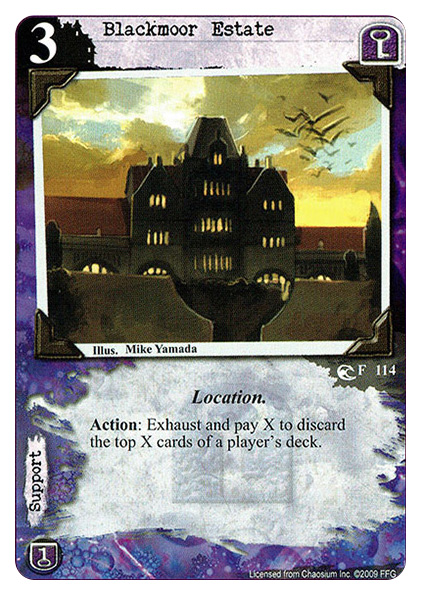 3
Blackmoor Estate
Illus. Mike Yamada
F 114
Location.
Action: Exhaust and pay X to discard
the top X cards of a player's deck.
Support
1
Licensed from Chaosium Inc. ©2009 FFG